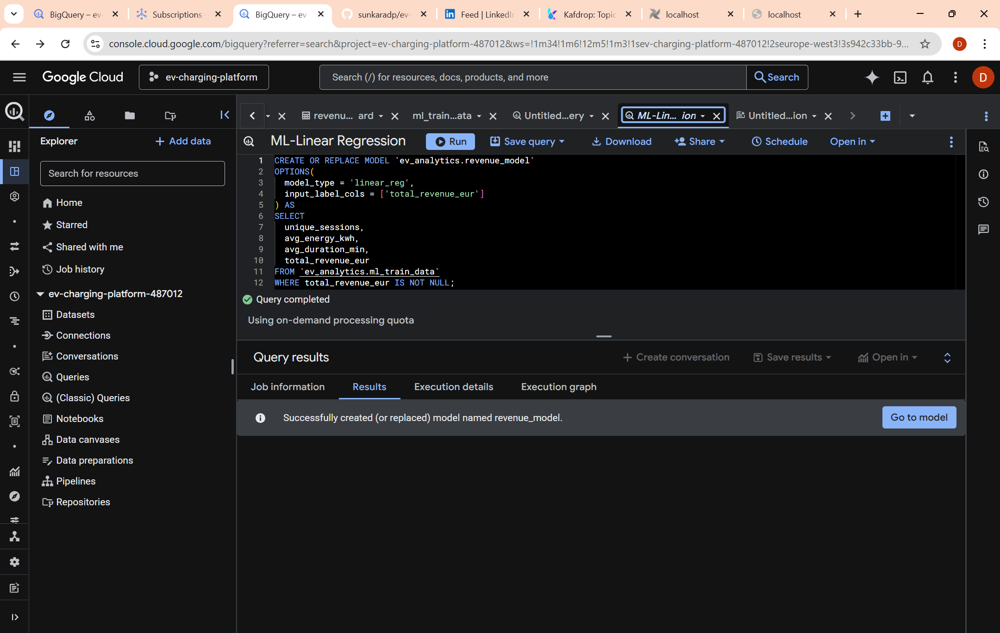 BigQuery – ev-
Subscriptions -
BigQuery – ev-
sunkaradp/ev-
Feed | LinkedIn
Kafdrop: Topic
localhost
localhost
console.cloud.google.com/bigquery?referrer=search&project=ev-charging-platform-487012&ws=!1m34!1m6!12m5!1m3!1sev-charging-platform-487012!2seurope-west3!3s942c33bb-9...
D
Google Cloud
ev-charging-platform
Search (/) for resources, docs, products, and more
Search
D
revenu... ard
ml_train...ata
Untitled...ery
ML-Lin... ion
Untitled...ion
Explorer
+ Add data
Search for resources
Home
Starred
Shared with me
Job history
ev-charging-platform-487012
Datasets
Connections
Conversations
Queries
(Classic) Queries
Notebooks
Data canvases
Data preparations
Pipelines
Repositories
ML-Linear Regression
Run
Save query
Download
Share
Schedule
Open in
1 CREATE OR REPLACE MODEL `ev_analytics.revenue_model`
2 OPTIONS(
3 model_type = 'linear_reg',
4 input_label_cols = ['total_revenue_eur']
5 ) AS
6 SELECT
7 unique_sessions,
8 avg_energy_kwh,
9 avg_duration_min,
10 total_revenue_eur
11 FROM `ev_analytics.ml_train_data`
12 WHERE total_revenue_eur IS NOT NULL;
Query completed
Using on-demand processing quota
Query results
+ Create conversation
Save results
Open in
Job information
Results
Execution details
Execution graph
Successfully created (or replaced) model named revenue_model.
Go to model